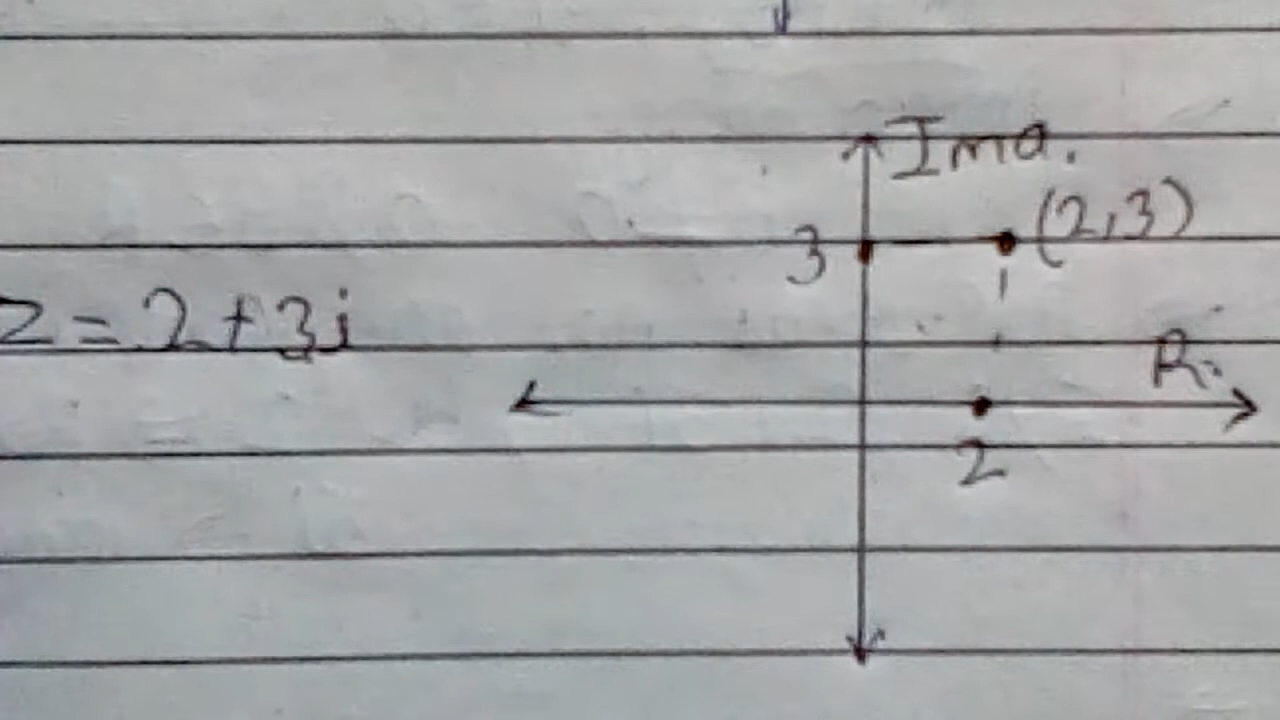 Ima.
(2,3)
3
z = 2 + 3i
R.
2